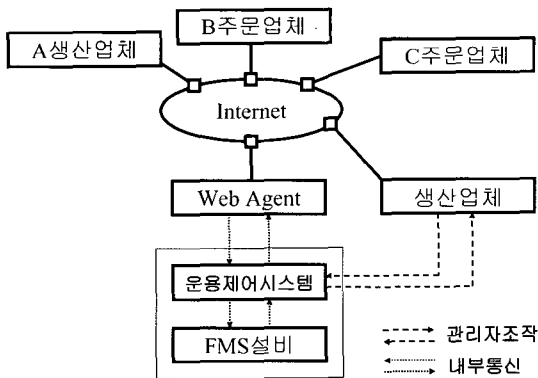 B주문업체
A생산업체
C주문업체
Internet
Web Agent
생산업체
운용제어시스템
FMS설비
관리자조작
내부통신